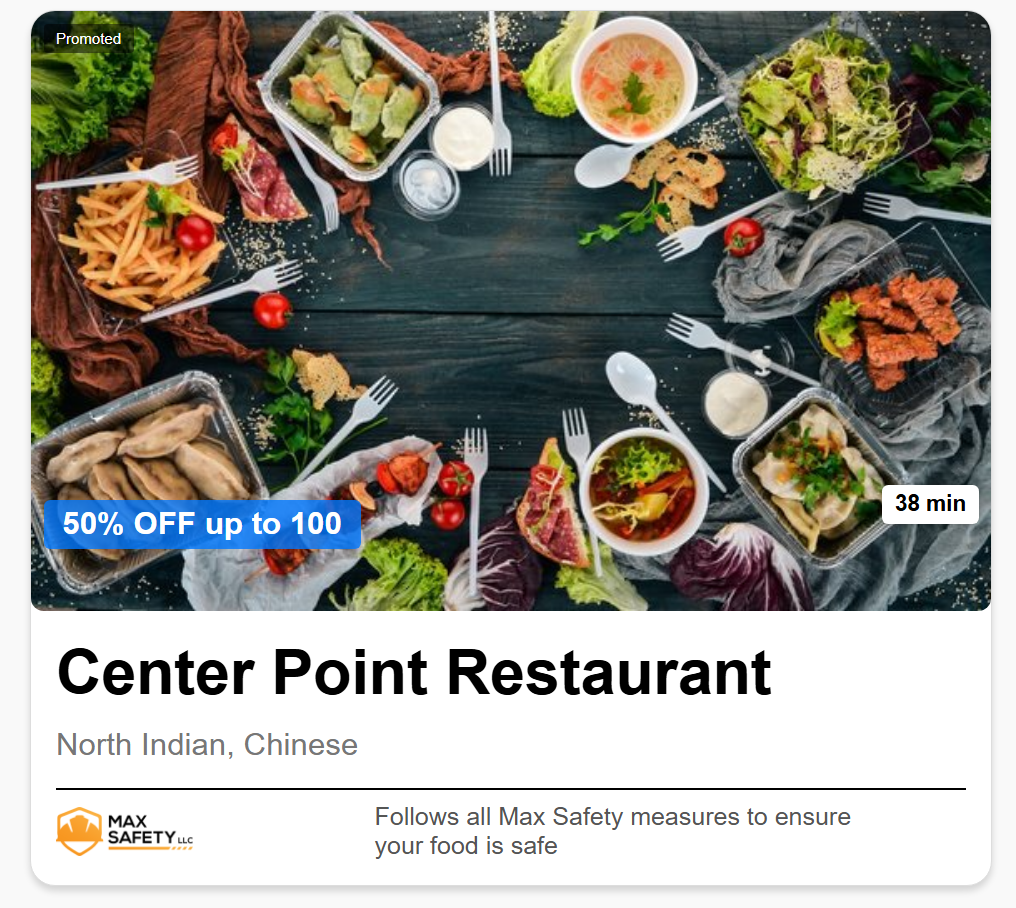 Promoted
50% OFF up to 100
38 min
Center Point Restaurant
North Indian, Chinese
MAX
SAFETY LLC
Follows all Max Safety measures to ensure
your food is safe